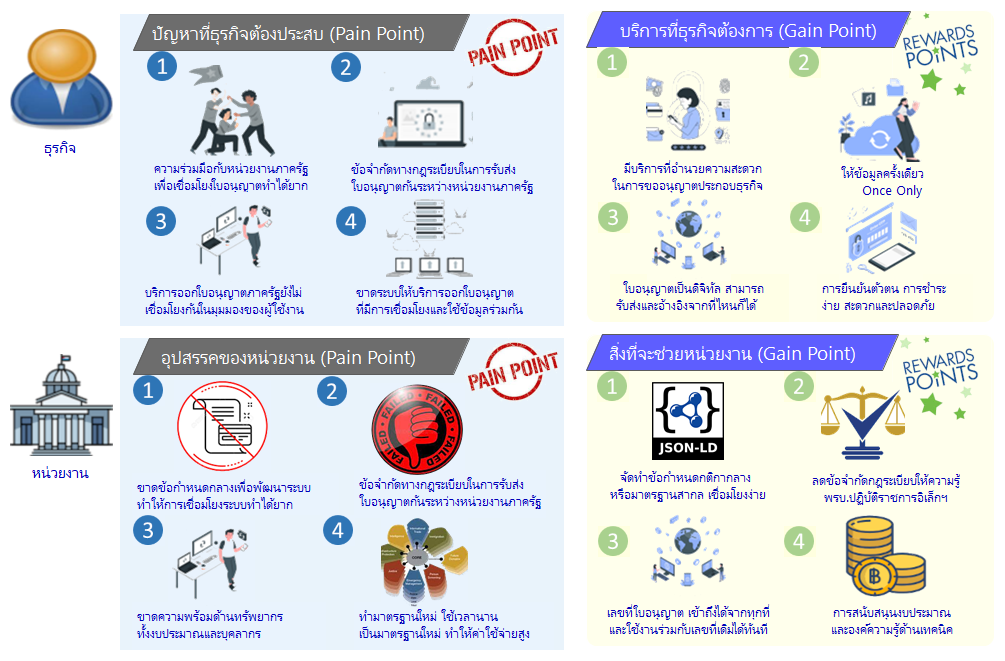 ปัญหาที่ธุรกิจต้องประสบ (Pain Point)
PAIN POINT
1
2
ความร่วมมือกับหน่วยงานภาครัฐ
เพื่อเชื่อมโยงใบอนุญาตทำได้ยาก
ข้อจำกัดทางกฎระเบียบในการรับส่ง
ใบอนุญาตกันระหว่างหน่วยงานภาครัฐ
3
4
บริการออกใบอนุญาตภาครัฐยังไม่
เชื่อมโยงกันในมุมมองของผู้ใช้งาน
ขาดระบบให้บริการออกใบอนุญาต
ที่มีการเชื่อมโยงและใช้ข้อมูลร่วมกัน
ธุรกิจ
บริการที่ธุรกิจต้องการ (Gain Point)
REWARDS
POINTS
1
2
มีบริการที่อำนวยความสะดวก
ในการขออนุญาตประกอบธุรกิจ
ให้ข้อมูลครั้งเดียว
Once Only
3
4
ใบอนุญาตเป็นดิจิทัล สามารถ
รับส่งและอ้างอิงจากที่ไหนก็ได้
การยืนยันตัวตน การชำระ
ง่าย สะดวกและปลอดภัย
อุปสรรคของหน่วยงาน (Pain Point)
PAIN POINT
1
2
FAILED • FAILED • FAILED • FAILED
ขาดข้อกำหนดกลางเพื่อพัฒนาระบบ
ทำให้การเชื่อมโยงระบบทำได้ยาก
ข้อจำกัดทางกฎระเบียบในการรับส่ง
ใบอนุญาตกันระหว่างหน่วยงานภาครัฐ
หน่วยงาน
3
4
CORE
ขาดความพร้อมด้านทรัพยากร
ทั้งงบประมาณและบุคลากร
ทำมาตรฐานใหม่ ใช้เวลานาน
เป็นมาตรฐานใหม่ ทำให้ค่าใช้จ่ายสูง
สิ่งที่จะช่วยหน่วยงาน (Gain Point)
REWARDS
POINTS
1
2
JSON-LD
จัดทำข้อกำหนดกติกากลาง
หรือมาตรฐานสากล เชื่อมโยงง่าย
ลดข้อจำกัดกฎระเบียบให้ความรู้
พรบ.ปฏิบัติราชการอิเล็กฯ
3
4
เลขที่ใบอนุญาต เข้าถึงได้จากทุกที่
และใช้งานร่วมกับเลขที่เดิมได้ทันที
การสนับสนุนงบประมาณ
และองค์ความรู้ด้านเทคนิค